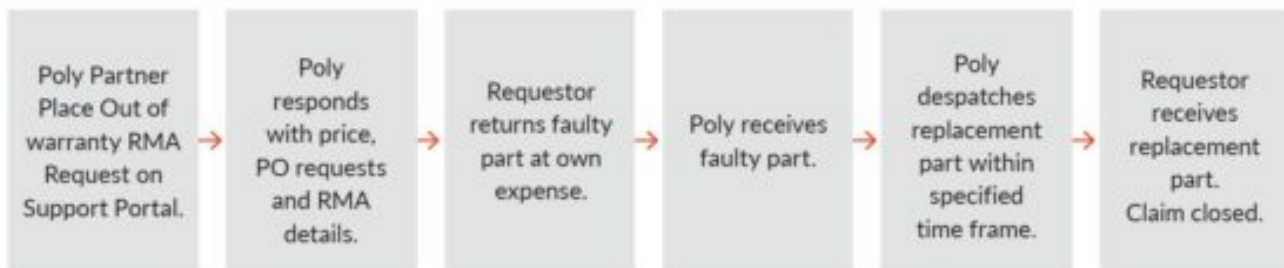 Poly Partner
Place Out of
warranty RMA
Request on
Support Portal.
Poly
responds
with price,
PO requests
and RMA
details.
Requestor
returns faulty
part at own
expense.
Poly receives
faulty part.
Poly
despatches
replacement
part within
specified
time frame.
Requestor
receives
replacement
part.
Claim closed.